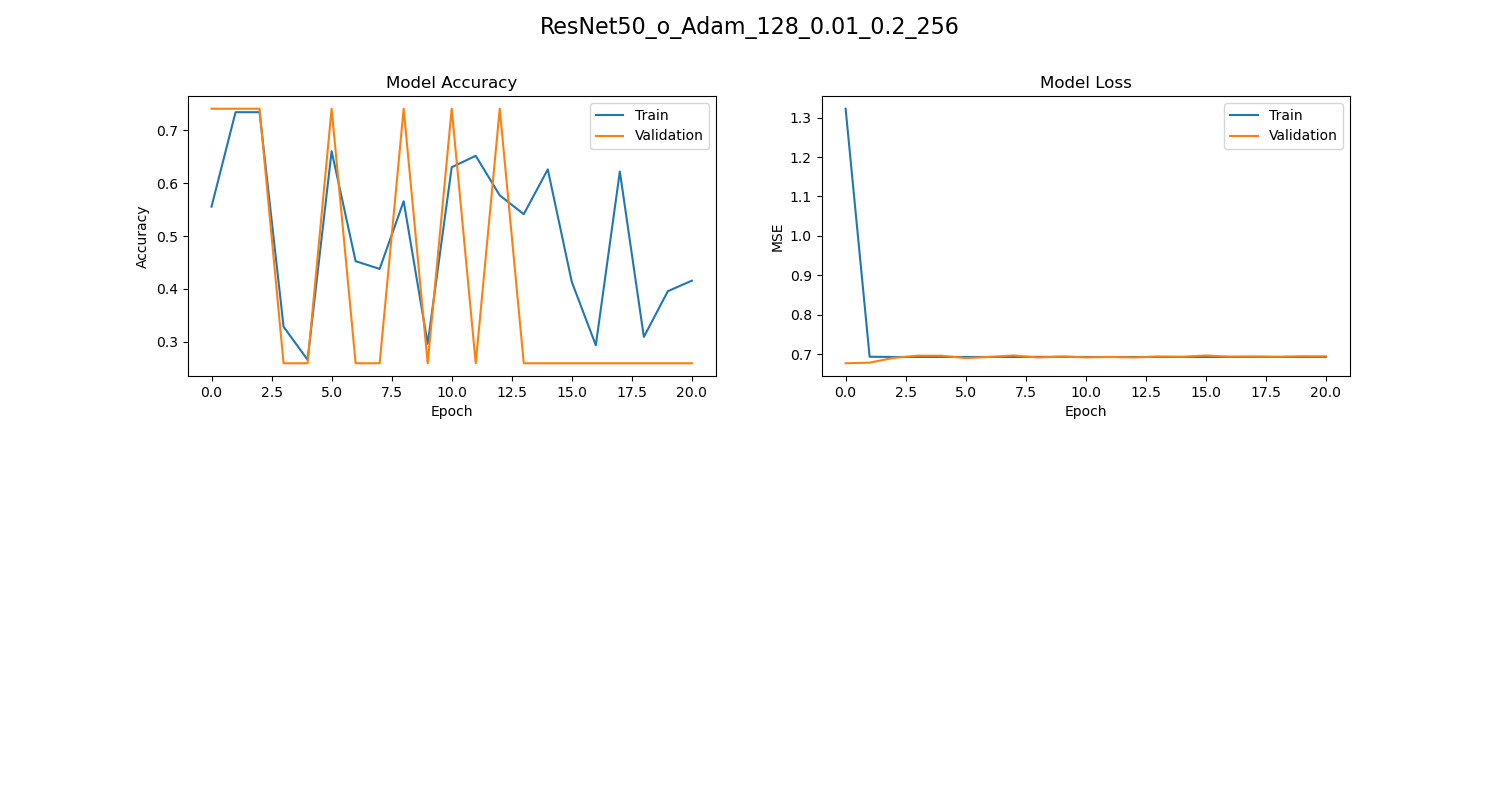 ResNet50_o_Adam_128_0.01_0.2_256
Model Accuracy
Train
Validation
0.7
0.6
0.5
0.4
0.3
Accuracy
0.0 2.5 5.0 7.5 10.0 12.5 15.0 17.5 20.0
Epoch
Model Loss
Train
Validation
1.3
1.2
1.1
1.0
0.9
0.8
0.7
MSE
0.0 2.5 5.0 7.5 10.0 12.5 15.0 17.5 20.0
Epoch